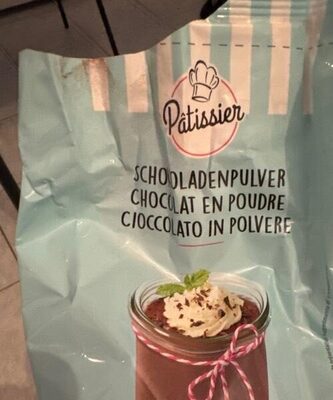 Pâtissier
SCHOKOLADENPULVER
CHOCOLAT EN POUDRE
CIOCCOLATO IN POLVERE